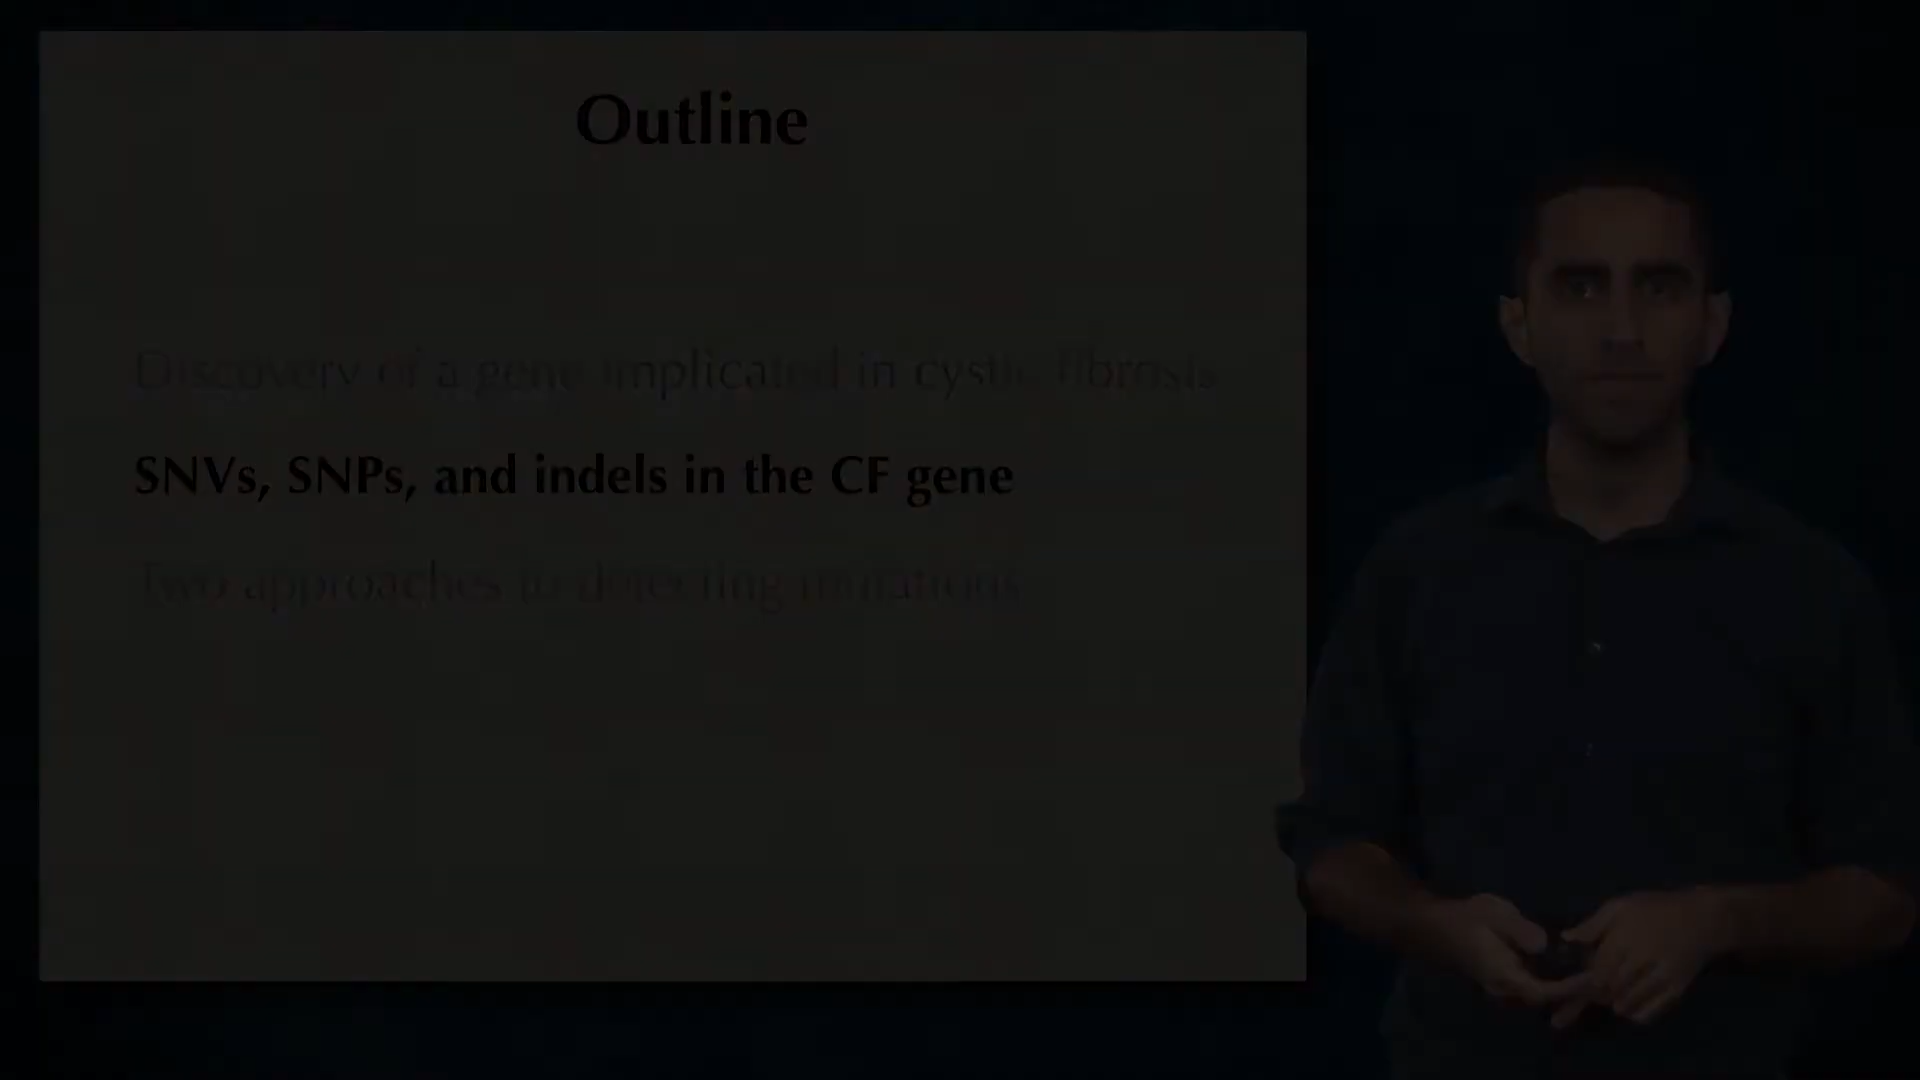 Outline
Discovery of a gene implicated in cystic fibrosis
SNVs, SNPs, and indels in the CF gene
Two approaches to detecting mutations